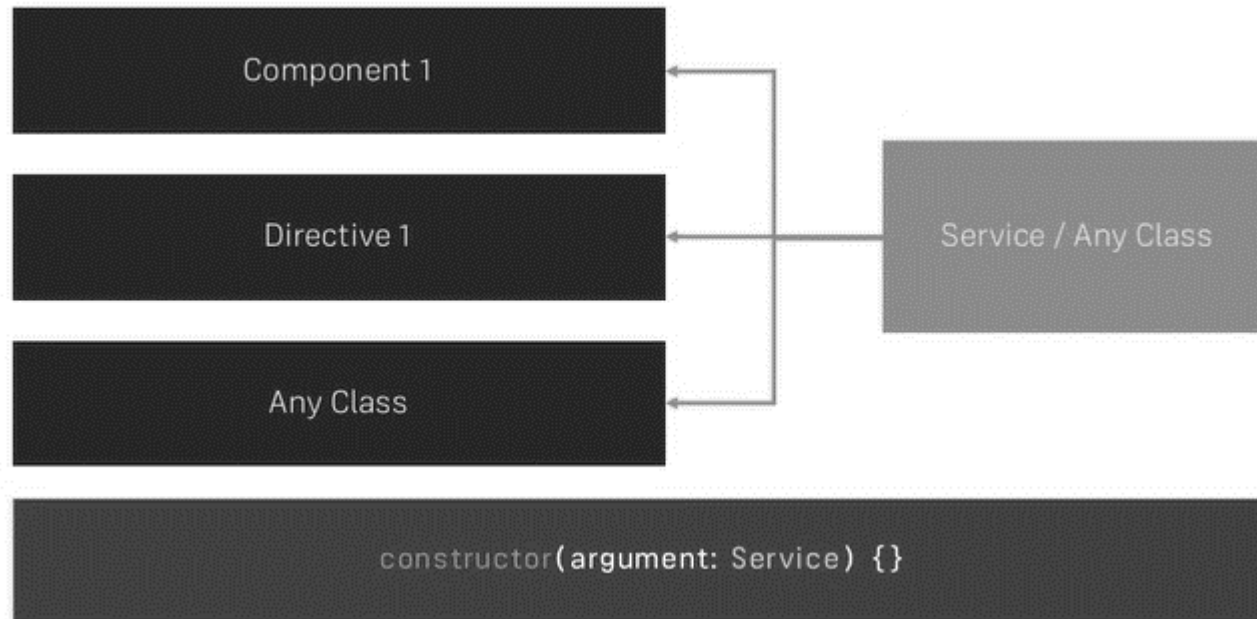 Component 1
Directive 1
Service / Any Class
Any Class
constructor(argument: Service) {}